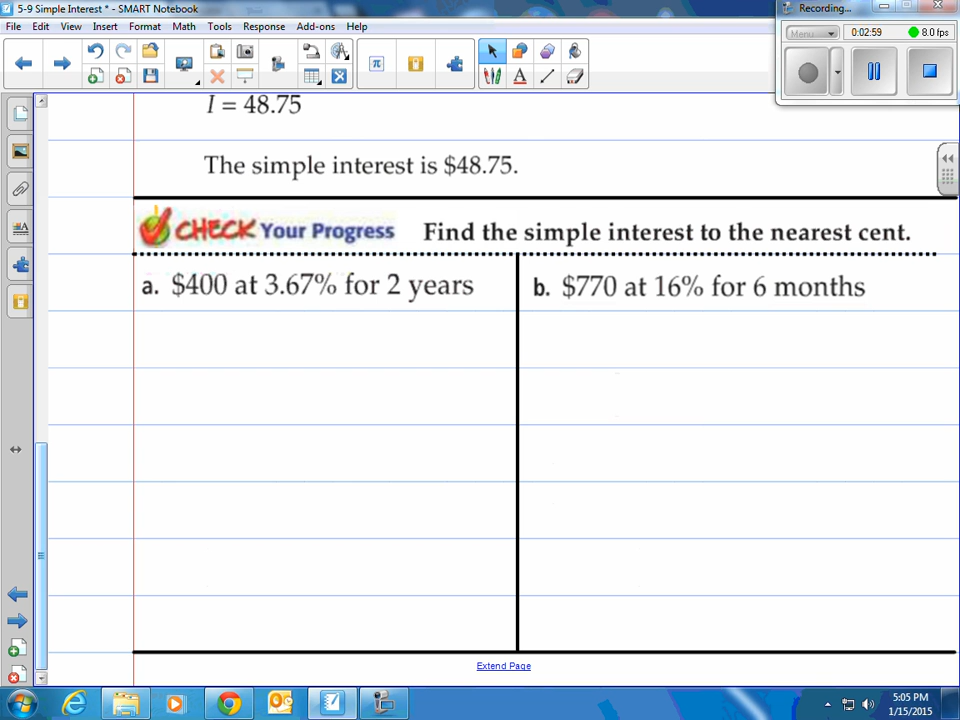 5-9 Simple Interest * - SMART Notebook
File Edit View Insert Format Math Tools Response Add-ons Help
Recording...
Menu 0:02:59 8.0 fps
I = 48.75
The simple interest is $48.75.
CHECK Your Progress Find the simple interest to the nearest cent.
a. $400 at 3.67% for 2 years
b. $770 at 16% for 6 months
Extend Page
5:05 PM
1/15/2015